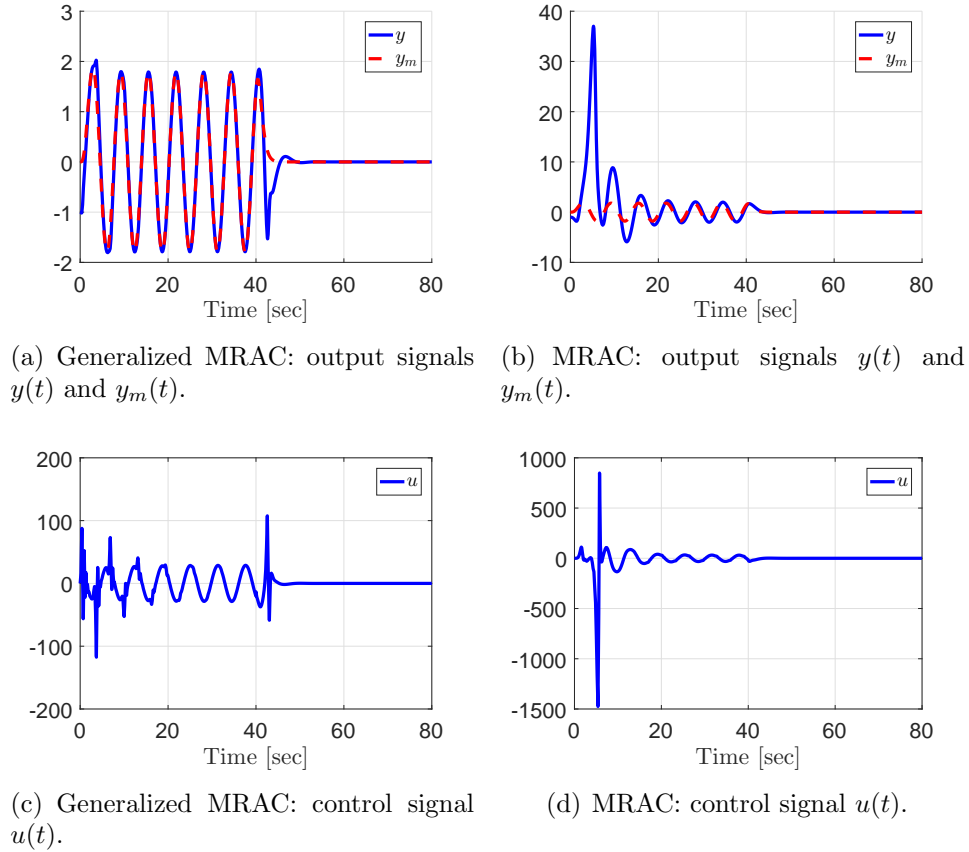 3
2
1
0
-1
-2
0 20 40 60 80
Time [sec]
y
y_m
40
30
20
10
0
-10
0 20 40 60 80
Time [sec]
y
y_m
(a) Generalized MRAC: output signals
y(t) and y_m(t).
(b) MRAC: output signals y(t) and
y_m(t).
200
100
0
-100
-200
0 20 40 60 80
Time [sec]
u
1000
500
0
-500
-1000
-1500
0 20 40 60 80
Time [sec]
u
(c) Generalized MRAC: control signal
u(t).
(d) MRAC: control signal u(t).